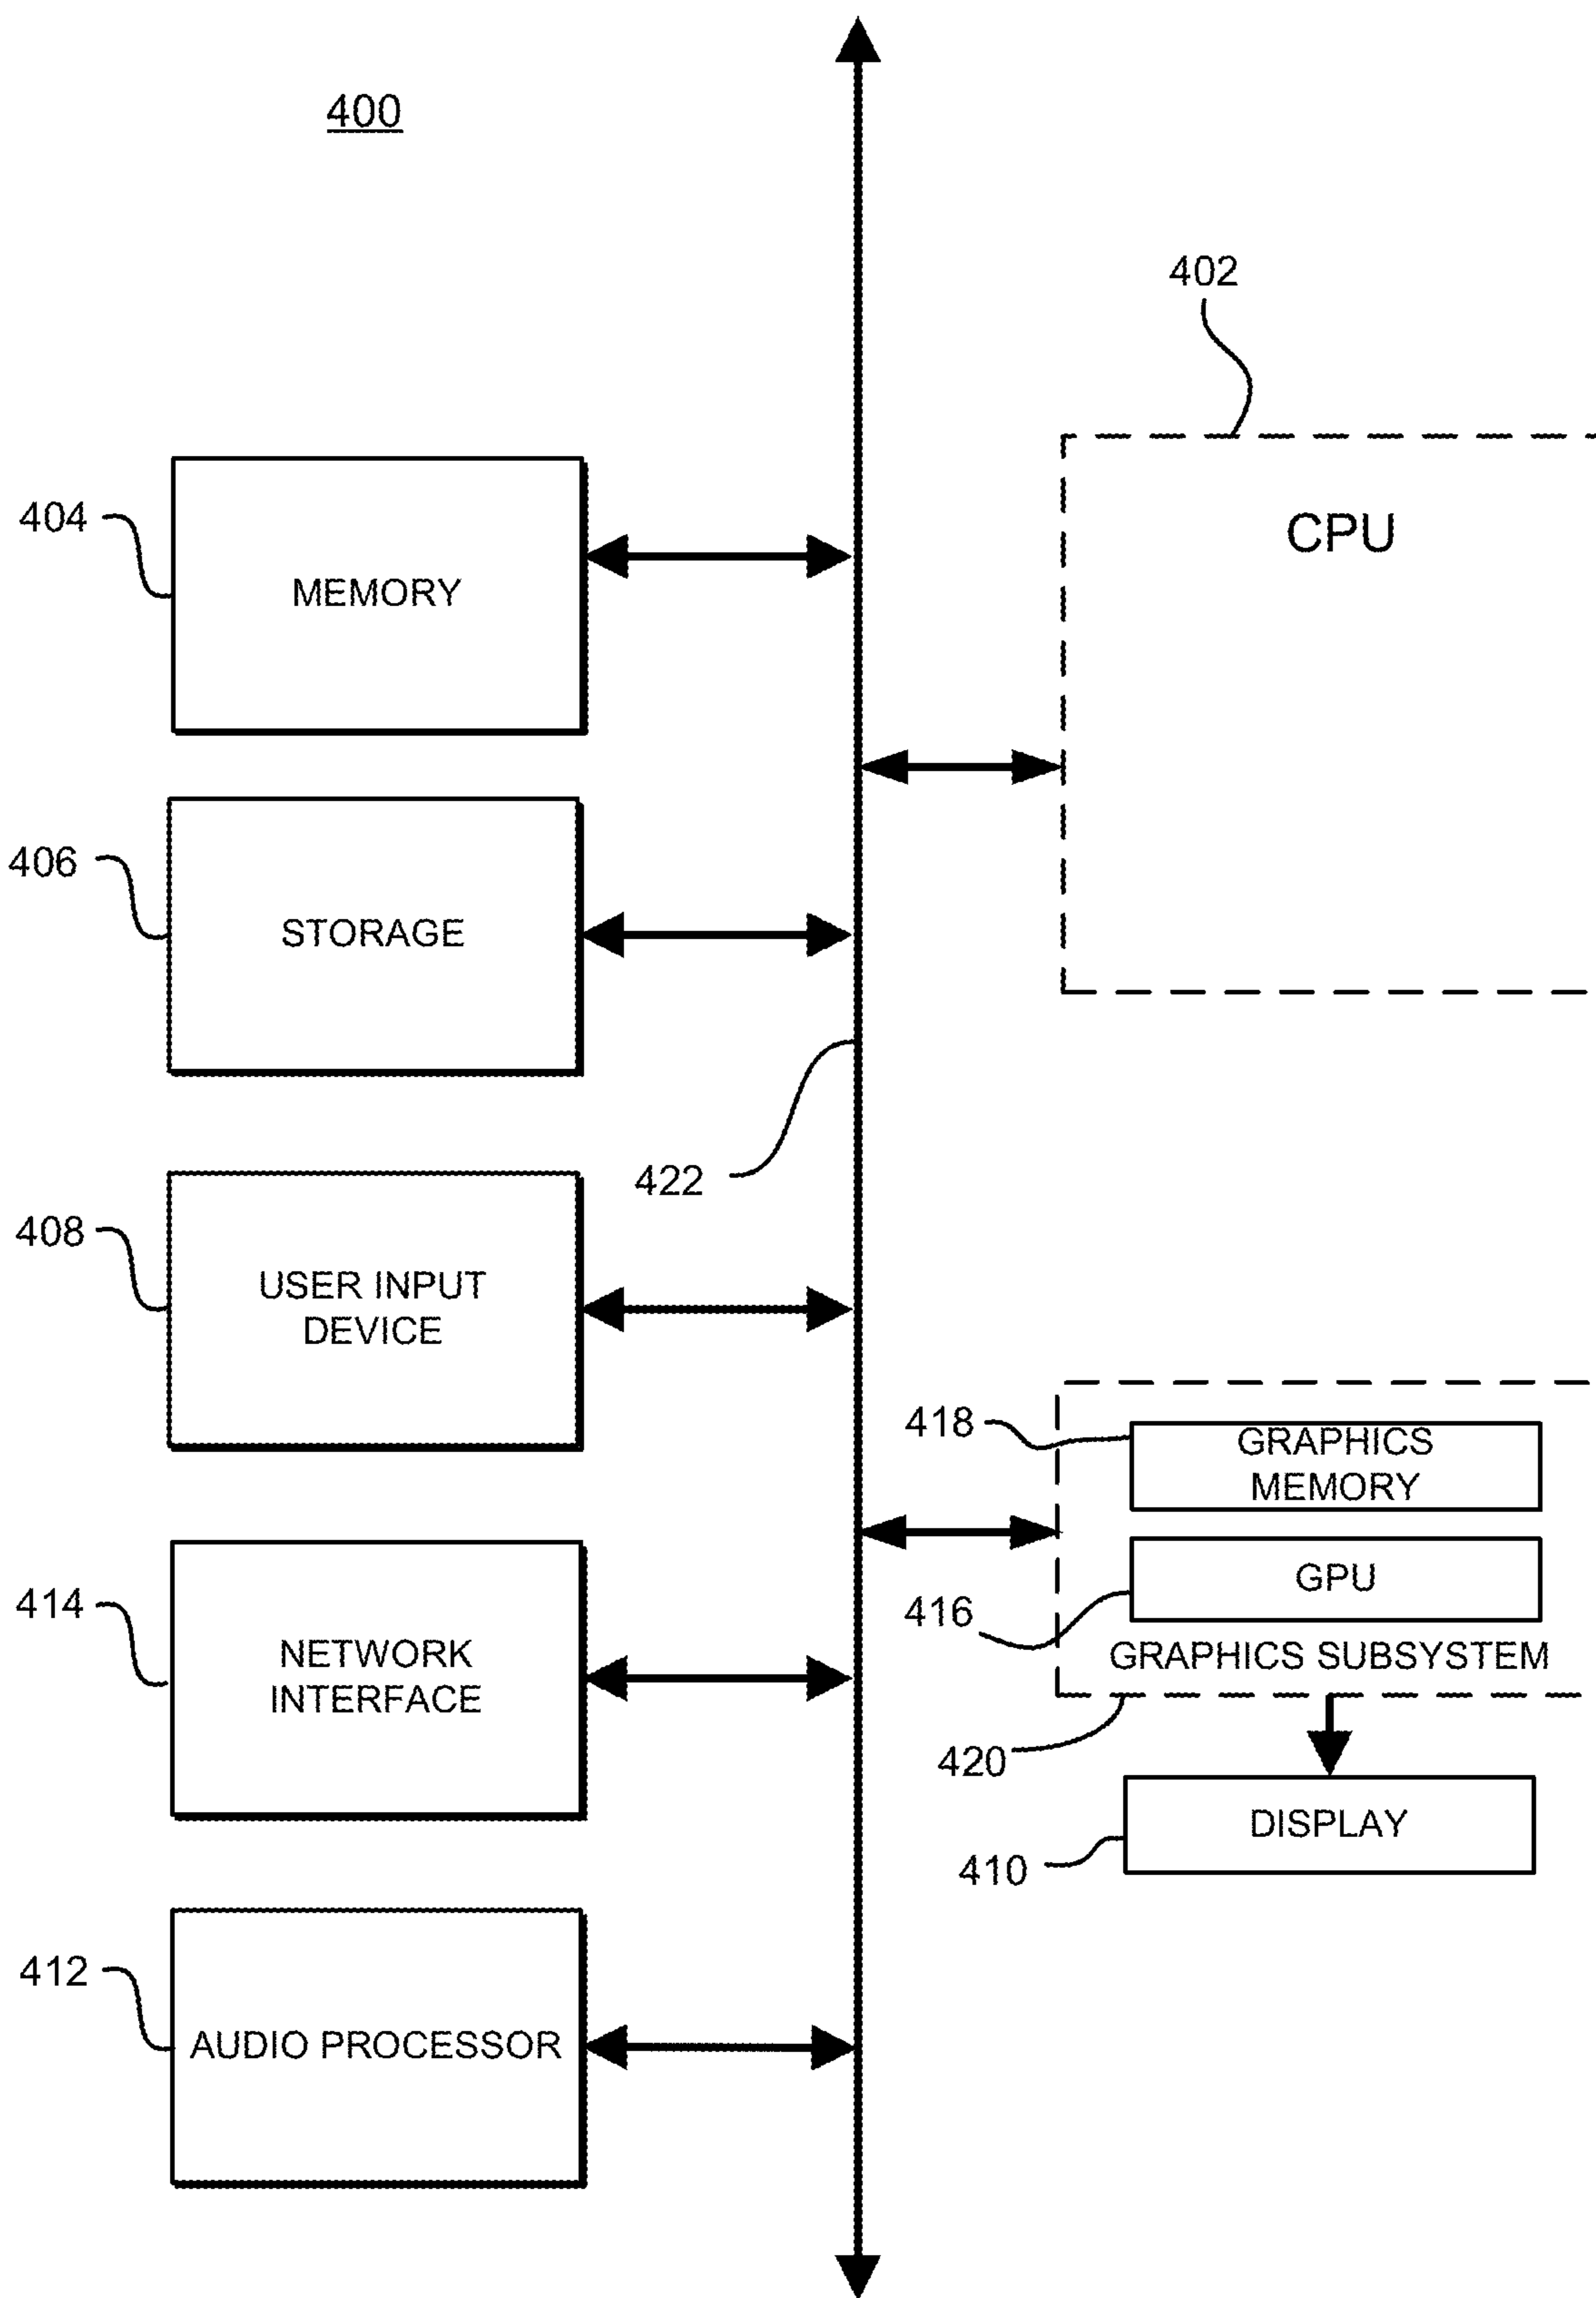 400
402
CPU
404
MEMORY
406
STORAGE
422
408
USER INPUT
DEVICE
418
GRAPHICS
MEMORY
414
NETWORK
INTERFACE
416
GPU
GRAPHICS SUBSYSTEM
420
410
DISPLAY
412
AUDIO PROCESSOR